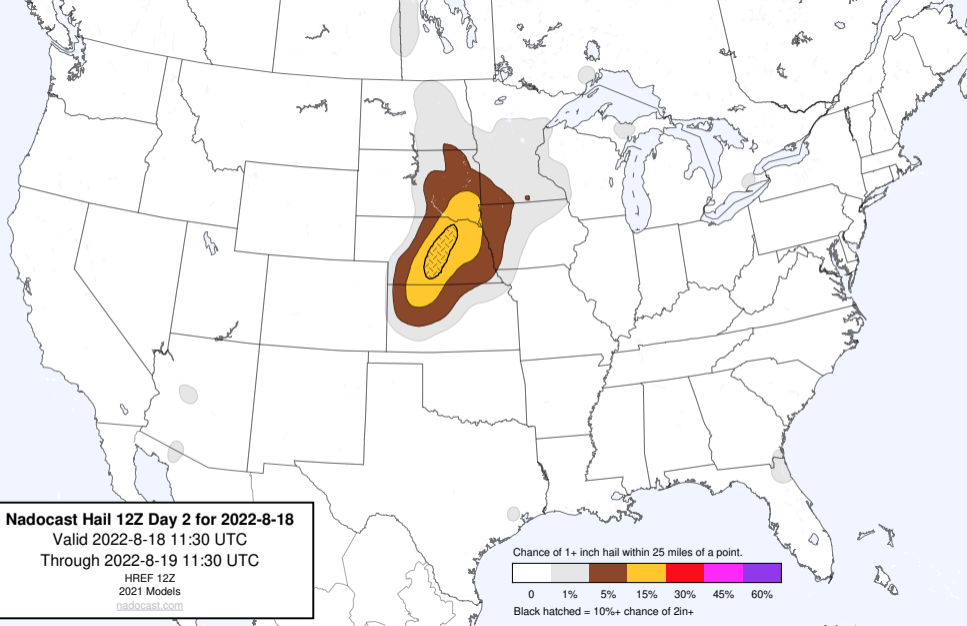 Nadocast Hail 12Z Day 2 for 2022-8-18
Valid 2022-8-18 11:30 UTC
Through 2022-8-19 11:30 UTC
HREF 12Z
2021 Models
nadocast.com
Chance of 1+ inch hail within 25 miles of a point.
0 1% 5% 15% 30% 45% 60%
Black hatched = 10%+ chance of 2in+